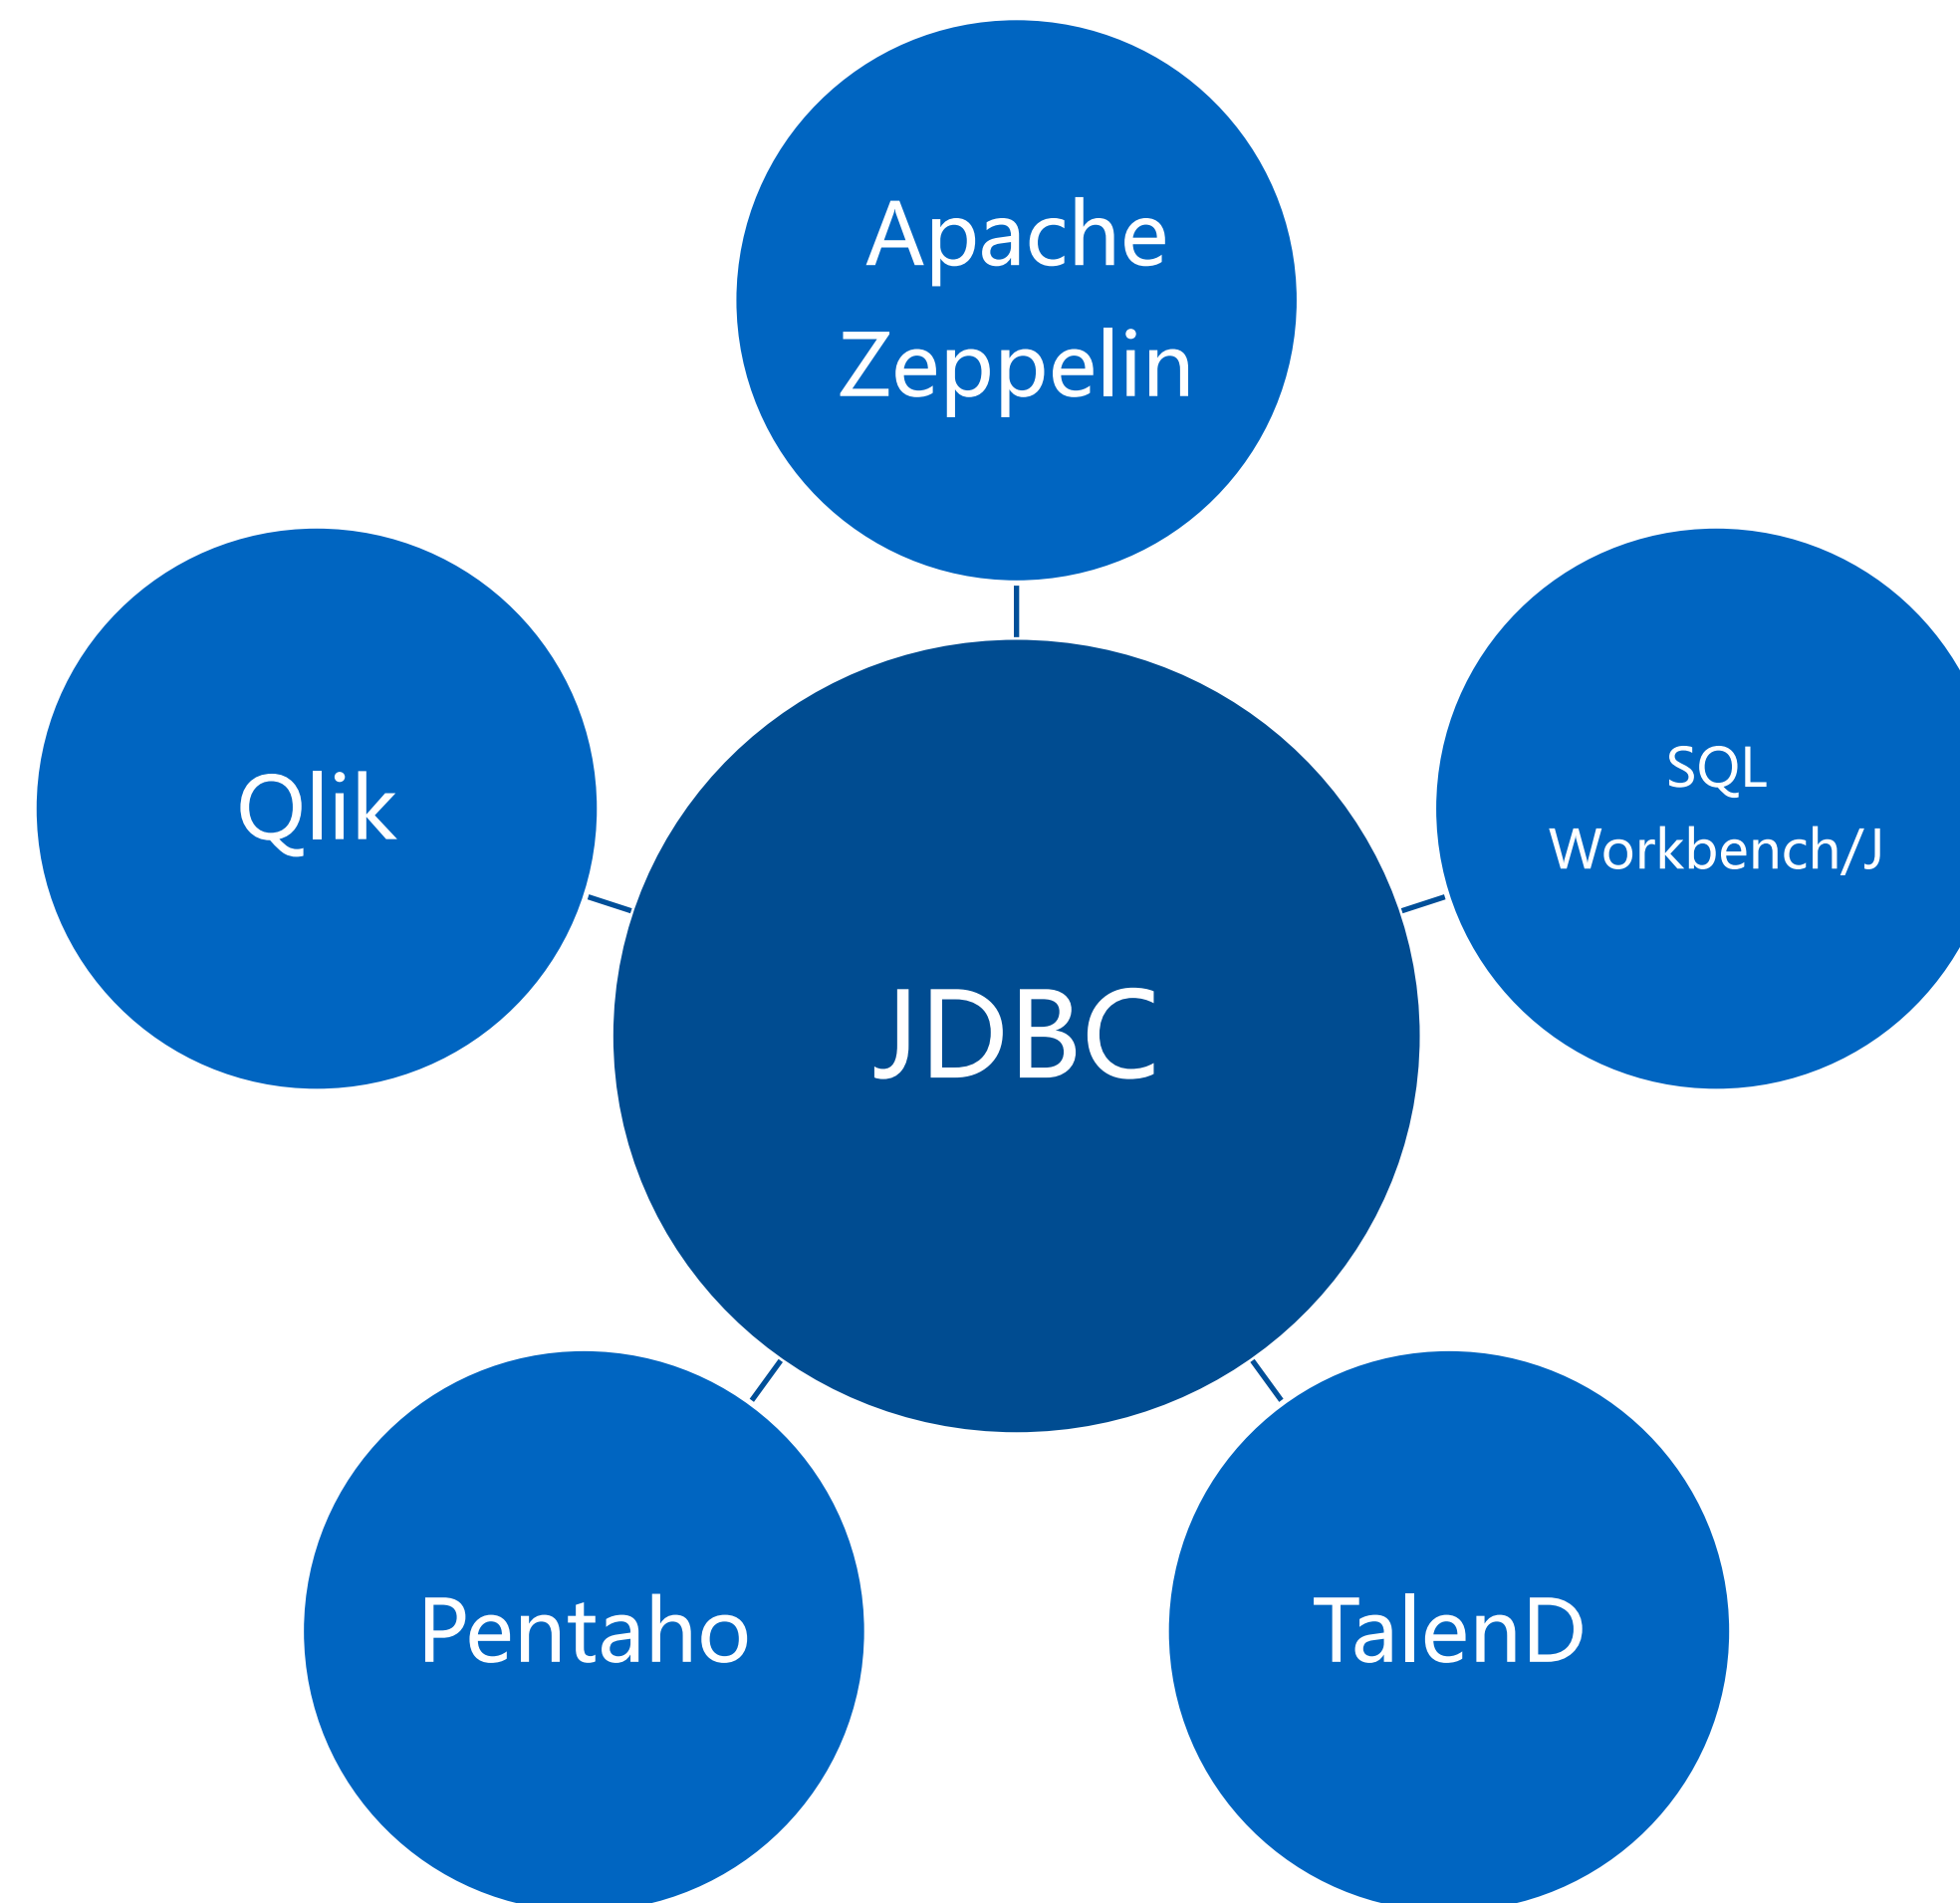 Apache
Zeppelin
Qlik
SQL
Workbench/J
JDBC
Pentaho
TalenD